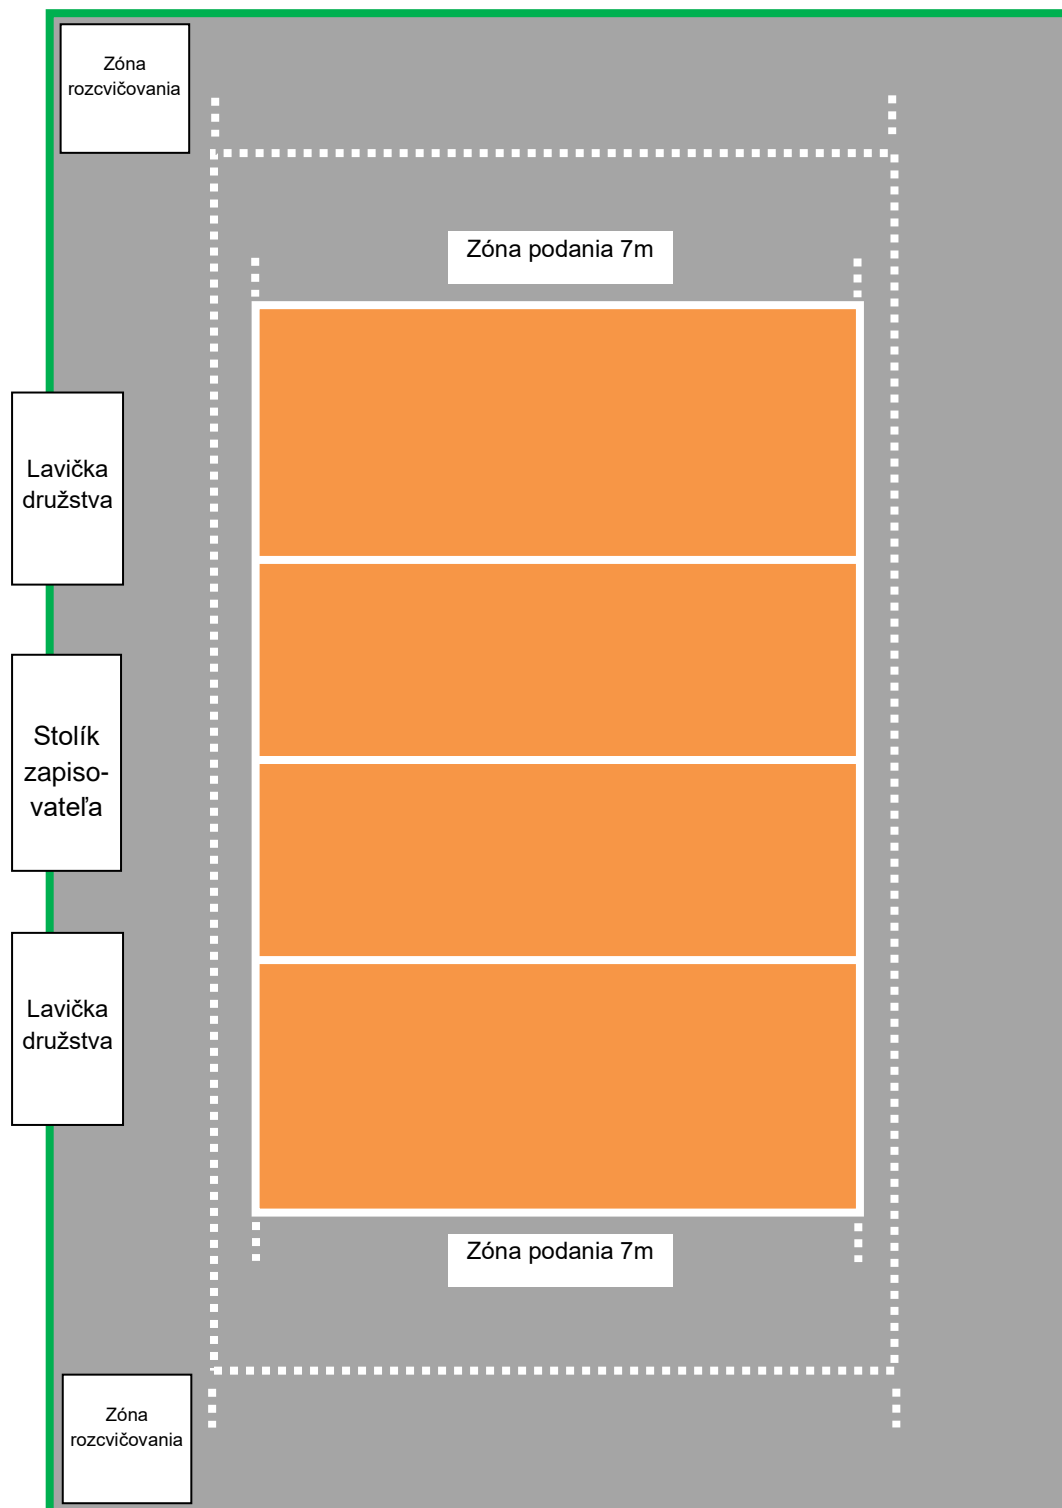 Zóna
rozcvičovania
Zóna podania 7m
Lavička
družstva
Stolík
zapiso-
vateľa
Lavička
družstva
Zóna podania 7m
Zóna
rozcvičovania